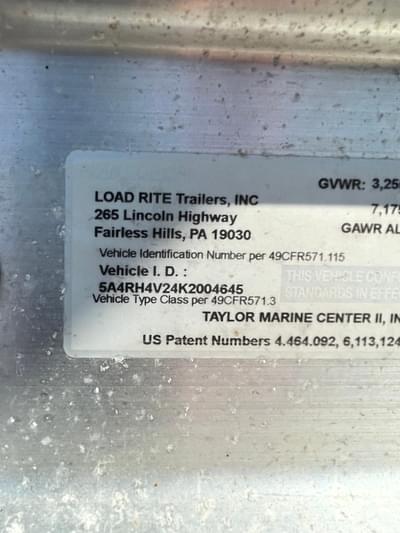 GVWR: 3,25
LOAD RITE Trailers, INC
7,175
265 Lincoln Highway
GAWR AL
Fairless Hills, PA 19030
Vehicle Identification Number per 49CFR571.115
Vehicle I. D. :
THIS VEHICLE CONF
5A4RH4V24K2004645
STANDARDS IN EFFE
Vehicle Type Class per 49CFR571.3
TAYLOR MARINE CENTER II, IN
US Patent Numbers 4.464.092, 6,113,124